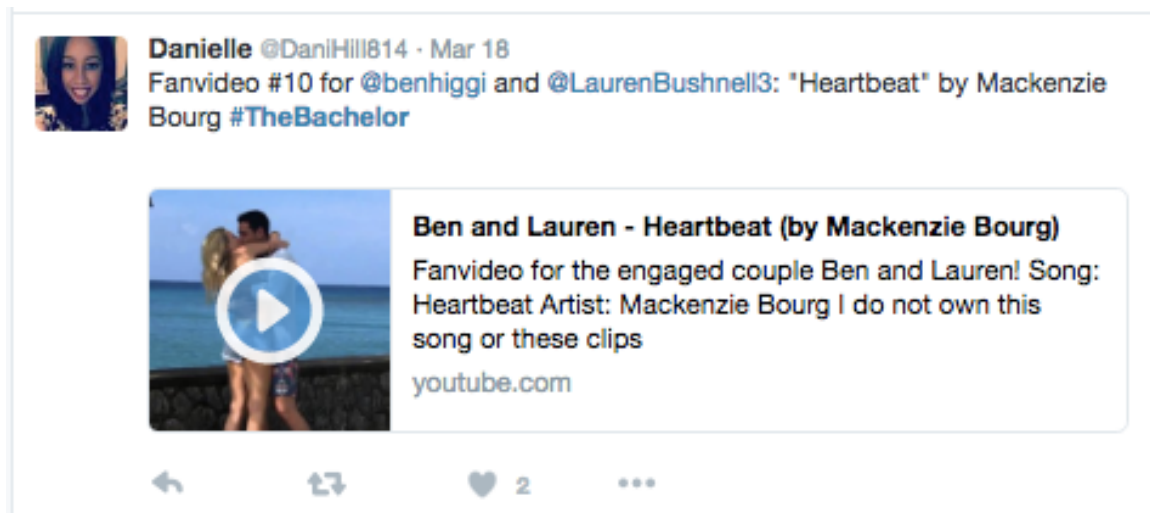 Danielle @DaniHill814 · Mar 18
Fanvideo #10 for @benhiggi and @LaurenBushnell3: "Heartbeat" by Mackenzie
Bourg #TheBachelor
Ben and Lauren - Heartbeat (by Mackenzie Bourg)
Fanvideo for the engaged couple Ben and Lauren! Song:
Heartbeat Artist: Mackenzie Bourg I do not own this
song or these clips
youtube.com
2